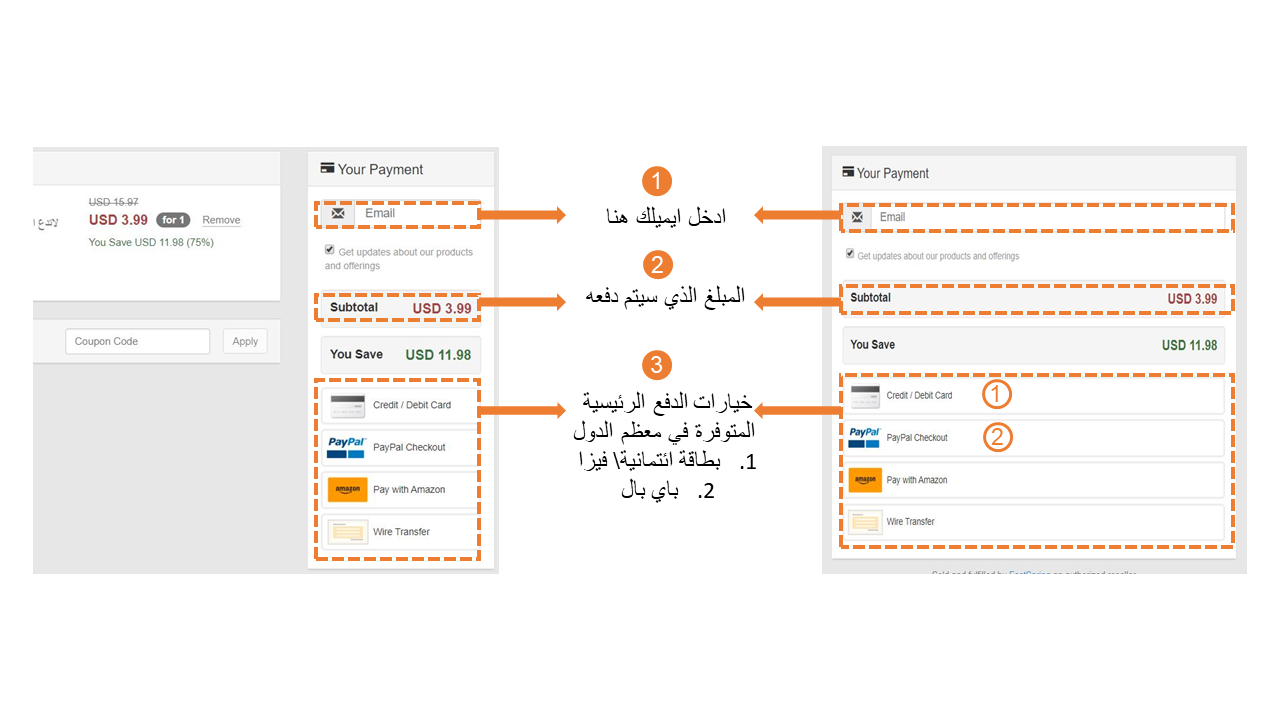 USD 15.97
USD 3.99 for 1 Remove
You Save USD 11.98 (75%)
Coupon Code Apply
Your Payment
Email
Get updates about our products
and offerings
Subtotal USD 3.99
You Save USD 11.98
Credit / Debit Card
PayPal PayPal Checkout
amazon Pay with Amazon
Wire Transfer
1
ادخل ايميلك هنا
2
المبلغ الذي سيتم دفعه
3
خيارات الدفع الرئيسية
المتوفرة في معظم الدول
1. بطاقة ائتمانية\ فيزا
2. باي بال
Your Payment
Email
Get updates about our products and offerings
Subtotal USD 3.99
You Save USD 11.98
Credit / Debit Card 1
PayPal PayPal Checkout 2
amazon Pay with Amazon
Wire Transfer